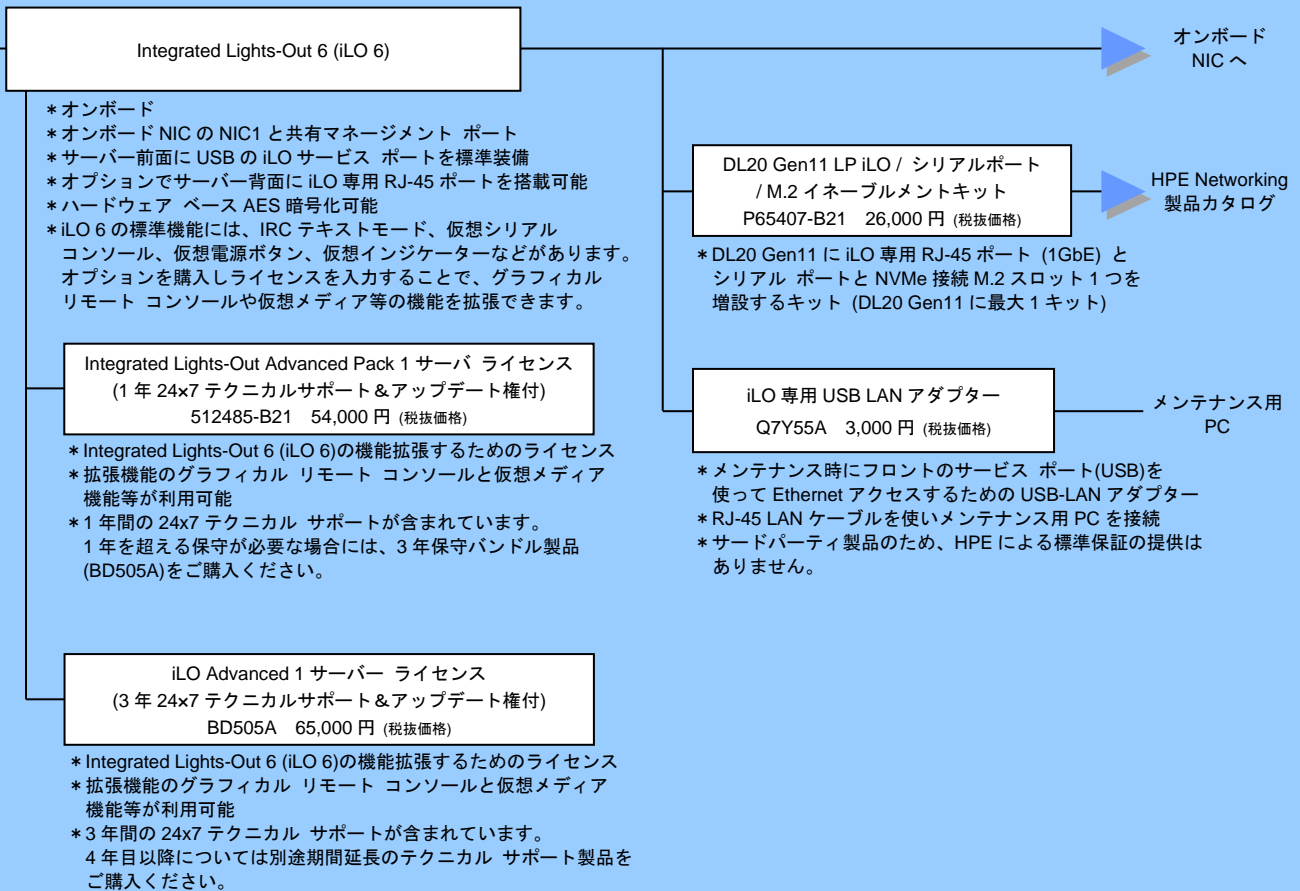 Integrated Lights-Out 6 (iLO 6)
＊オンボード
＊オンボード NIC の NIC1 と共有マネージメント ポート
＊サーバー前面に USB の iLO サービス ポートを標準装備
＊オプションでサーバー背面に iLO 専用 RJ-45 ポートを搭載可能
＊ハードウェア ベース AES 暗号化可能
＊iLO 6 の標準機能には、IRC テキストモード、仮想シリアル
コンソール、仮想電源ボタン、仮想インジケーターなどがあります。
オプションを購入しライセンスを入力することで、グラフィカル
リモート コンソールや仮想メディア等の機能を拡張できます。
Integrated Lights-Out Advanced Pack 1 サーバ ライセンス
(1 年 24×7 テクニカルサポート＆アップデート権付)
512485-B21 54,000 円 (税抜価格)
＊Integrated Lights-Out 6 (iLO 6)の機能拡張するためのライセンス
＊拡張機能のグラフィカル リモート コンソールと仮想メディア
機能等が利用可能
＊1 年間の 24x7 テクニカル サポートが含まれています。
1 年を超える保守が必要な場合には、3 年保守バンドル製品
(BD505A)をご購入ください。
iLO Advanced 1 サーバー ライセンス
(3 年 24×7 テクニカルサポート＆アップデート権付)
BD505A 65,000 円 (税抜価格)
＊Integrated Lights-Out 6 (iLO 6)の機能拡張するためのライセンス
＊拡張機能のグラフィカル リモート コンソールと仮想メディア
機能等が利用可能
＊3 年間の 24x7 テクニカル サポートが含まれています。
4 年目以降については別途期間延長のテクニカル サポート製品を
ご購入ください。
オンボード
NIC へ
DL20 Gen11 LP iLO / シリアルポート
/ M.2 イネーブルメントキット
P65407-B21 26,000 円 (税抜価格)
HPE Networking
製品カタログ
＊DL20 Gen11 に iLO 専用 RJ-45 ポート (1GbE) と
シリアル ポートと NVMe 接続 M.2 スロット 1 つを
増設するキット (DL20 Gen11 に最大 1 キット)
iLO 専用 USB LAN アダプター
Q7Y55A 3,000 円 (税抜価格)
メンテナンス用
PC
＊メンテナンス時にフロントのサービス ポート(USB)を
使って Ethernet アクセスするための USB-LAN アダプター
＊RJ-45 LAN ケーブルを使いメンテナンス用 PC を接続
＊サードパーティ製品のため、HPE による標準保証の提供は
ありません。